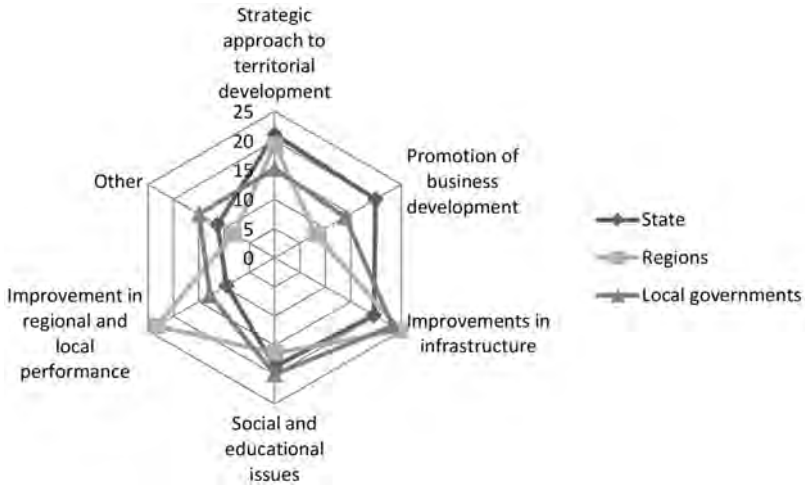 Strategic
approach to
territorial
development
25
20
15
10
5
0
Promotion of
business
development
Improvements in
infrastructure
Social and
educational
issues
Improvement in
regional and
local
performance
Other
State
Regions
Local governments